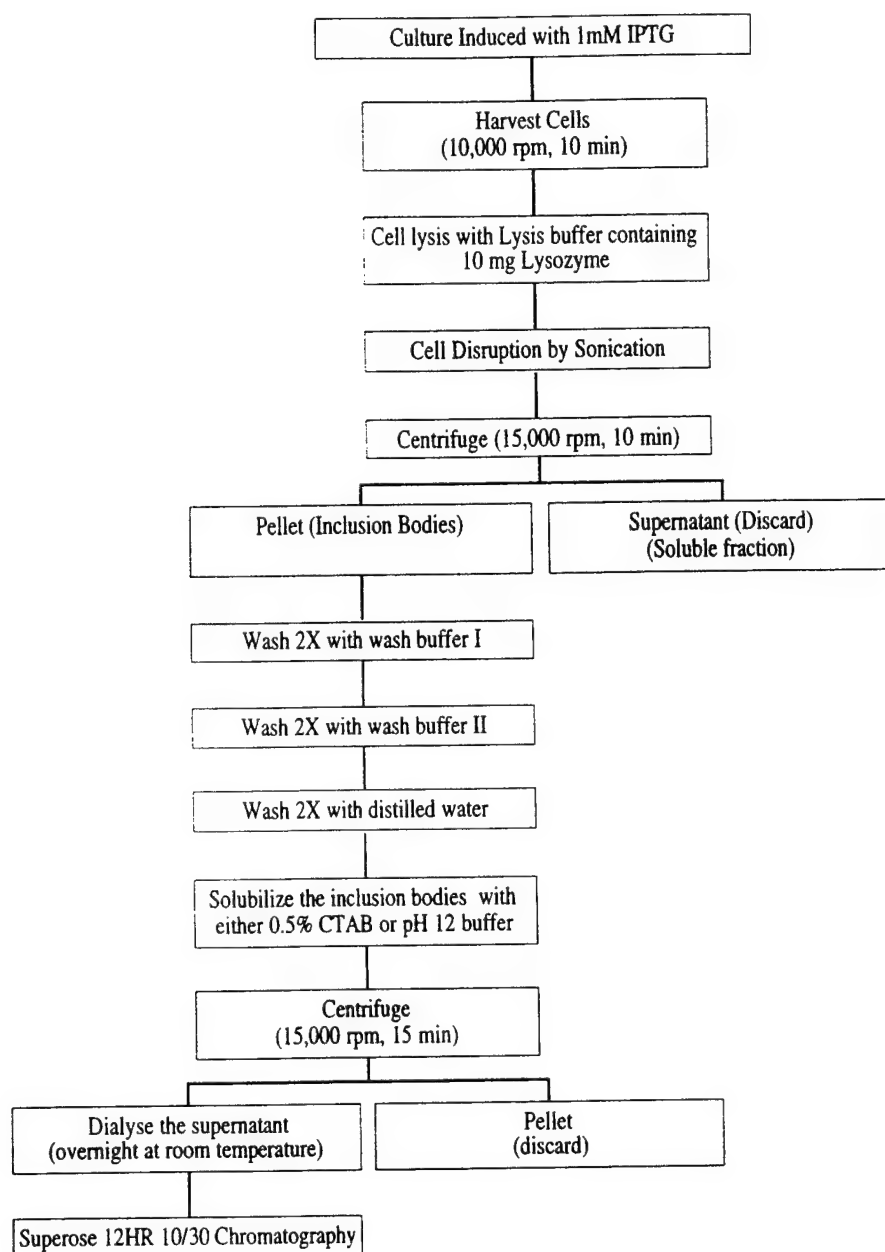 Culture Induced with 1mM IPTG
Harvest Cells
(10,000 rpm, 10 min)
Cell lysis with Lysis buffer containing
10 mg Lysozyme
Cell Disruption by Sonication
Centrifuge (15,000 rpm, 10 min)
Pellet (Inclusion Bodies)
Supernatant (Discard)
(Soluble fraction)
Wash 2X with wash buffer I
Wash 2X with wash buffer II
Wash 2X with distilled water
Solubilize the inclusion bodies with
either 0.5% CTAB or pH 12 buffer
Centrifuge
(15,000 rpm, 15 min)
Dialyse the supernatant
(overnight at room temperature)
Pellet
(discard)
Superose 12HR 10/30 Chromatography